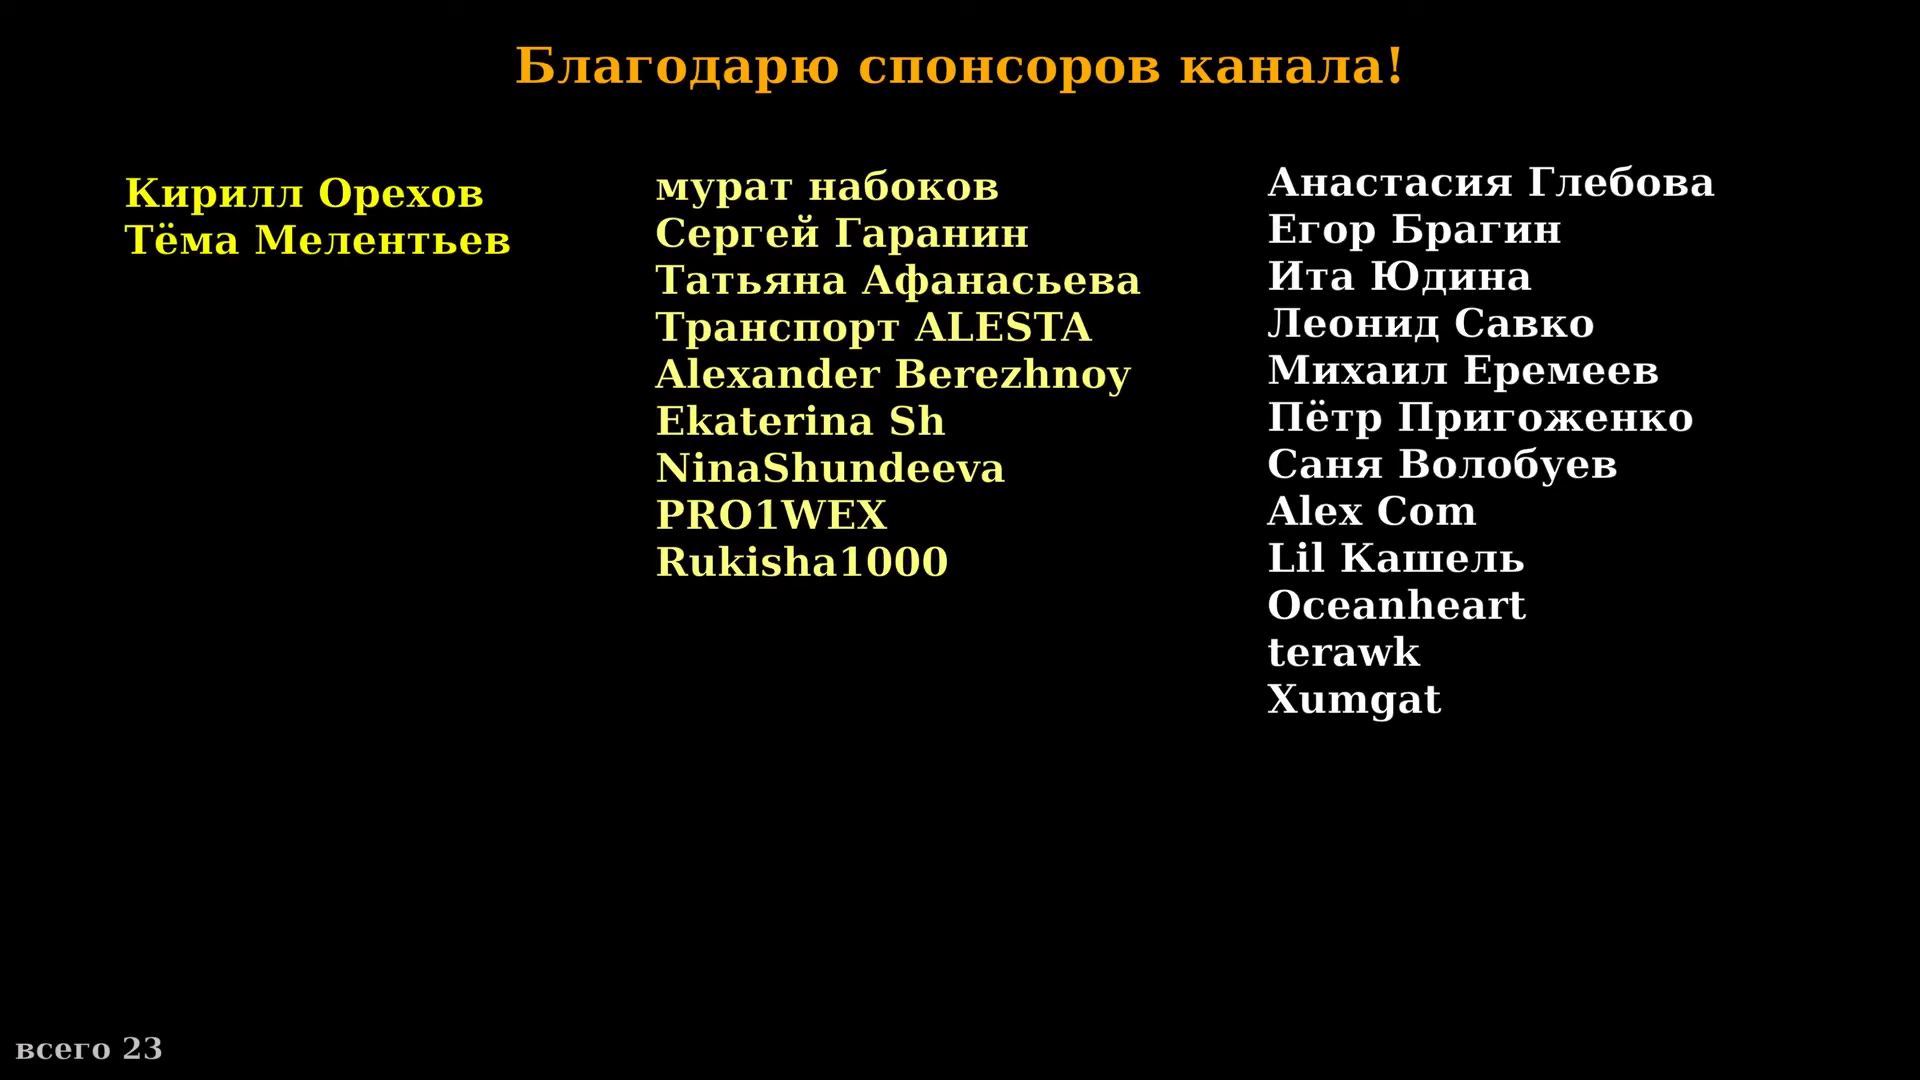 Благодарю спонсоров канала!
Кирилл Орехов
Тёма Мелентьев
мурат набоков
Сергей Гаранин
Татьяна Афанасьева
Транспорт ALESTA
Alexander Berezhnoy
Ekaterina Sh
NinaShundeeva
PRO1WEX
Rukisha1000
Анастасия Глебова
Егор Брагин
Ита Юдина
Леонид Савко
Михаил Еремеев
Пётр Пригоженко
Саня Волобуев
Alex Com
Lil Кашель
Oceanheart
terawk
Xumgat
всего 23